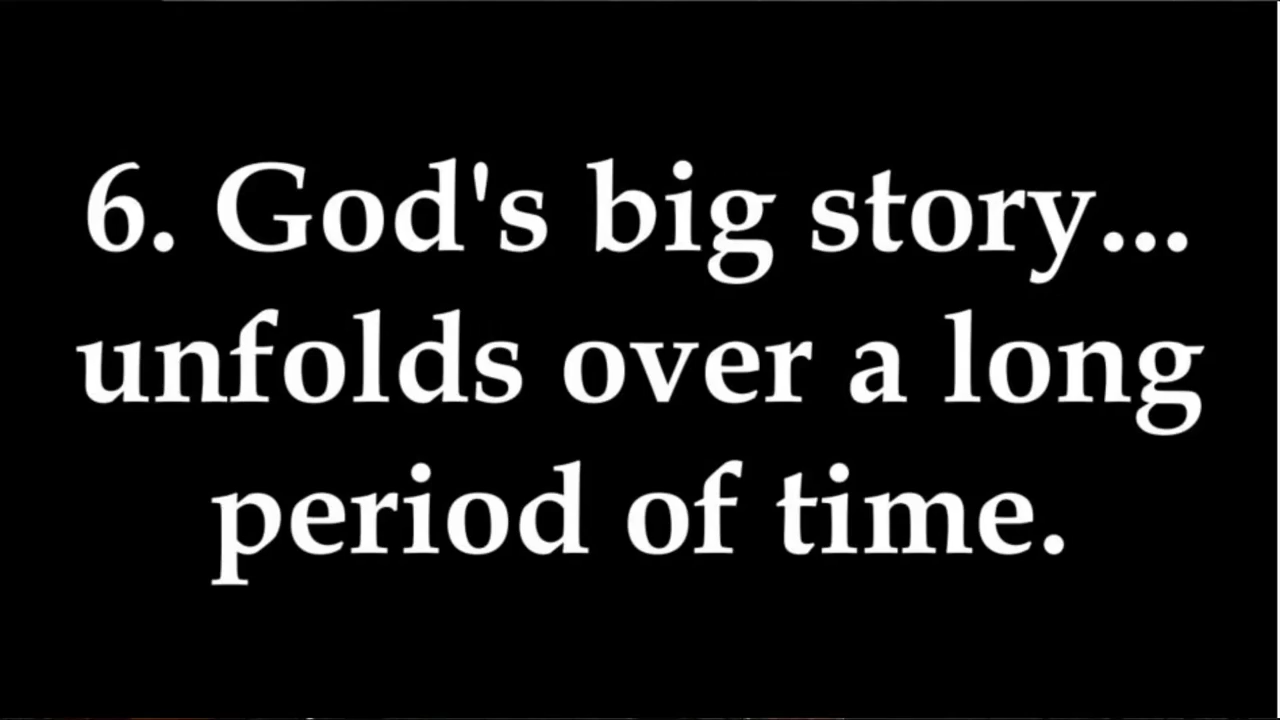 6. God's big story...
unfolds over a long
period of time.